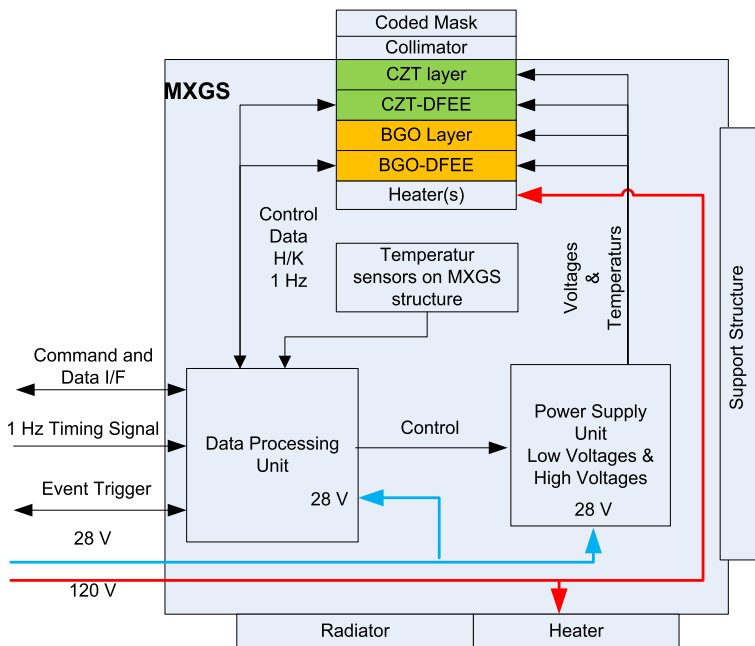 Coded Mask
Collimator
CZT layer
MXGS
CZT-DFEE
BGO Layer
BGO-DFEE
Heater(s)
Control
Data
H/K
1 Hz
Temperatur
sensors on MXGS
structure
Voltages
&
Temperaturs
Support Structure
Command and
Data I/F
1 Hz Timing Signal
Event Trigger
28 V
120 V
Data Processing
Unit
28 V
Control
Power Supply
Unit
Low Voltages &
High Voltages
28 V
Radiator
Heater